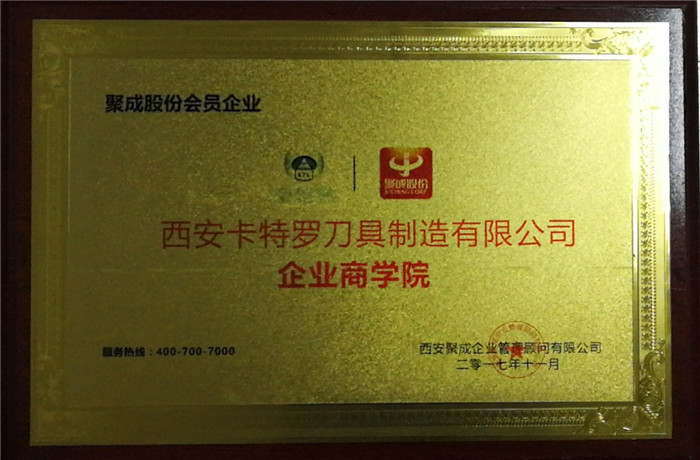 聚成股份会员企业
KTL
聚成股份
西安卡特罗刀具制造有限公司
企业商学院
服务热线：400-700-7000
西安聚成企业管理顾问有限公司
二零一七年十一月